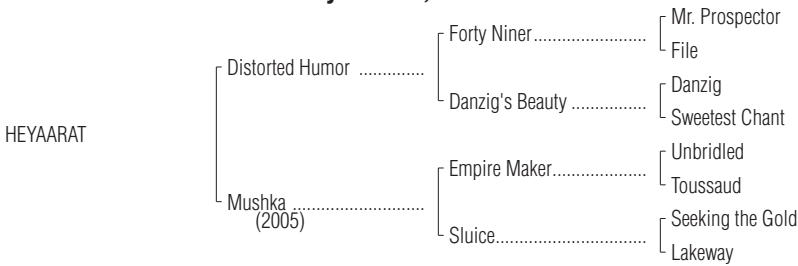 Mr. Prospector
Forty Niner..........................
File
Distorted Humor ..............
Danzig
Danzig's Beauty .................
Sweetest Chant
HEYAARAT
Unbridled
Empire Maker......................
Toussaud
Mushka ............................
(2005)
Seeking the Gold
Sluice...................................
Lakeway